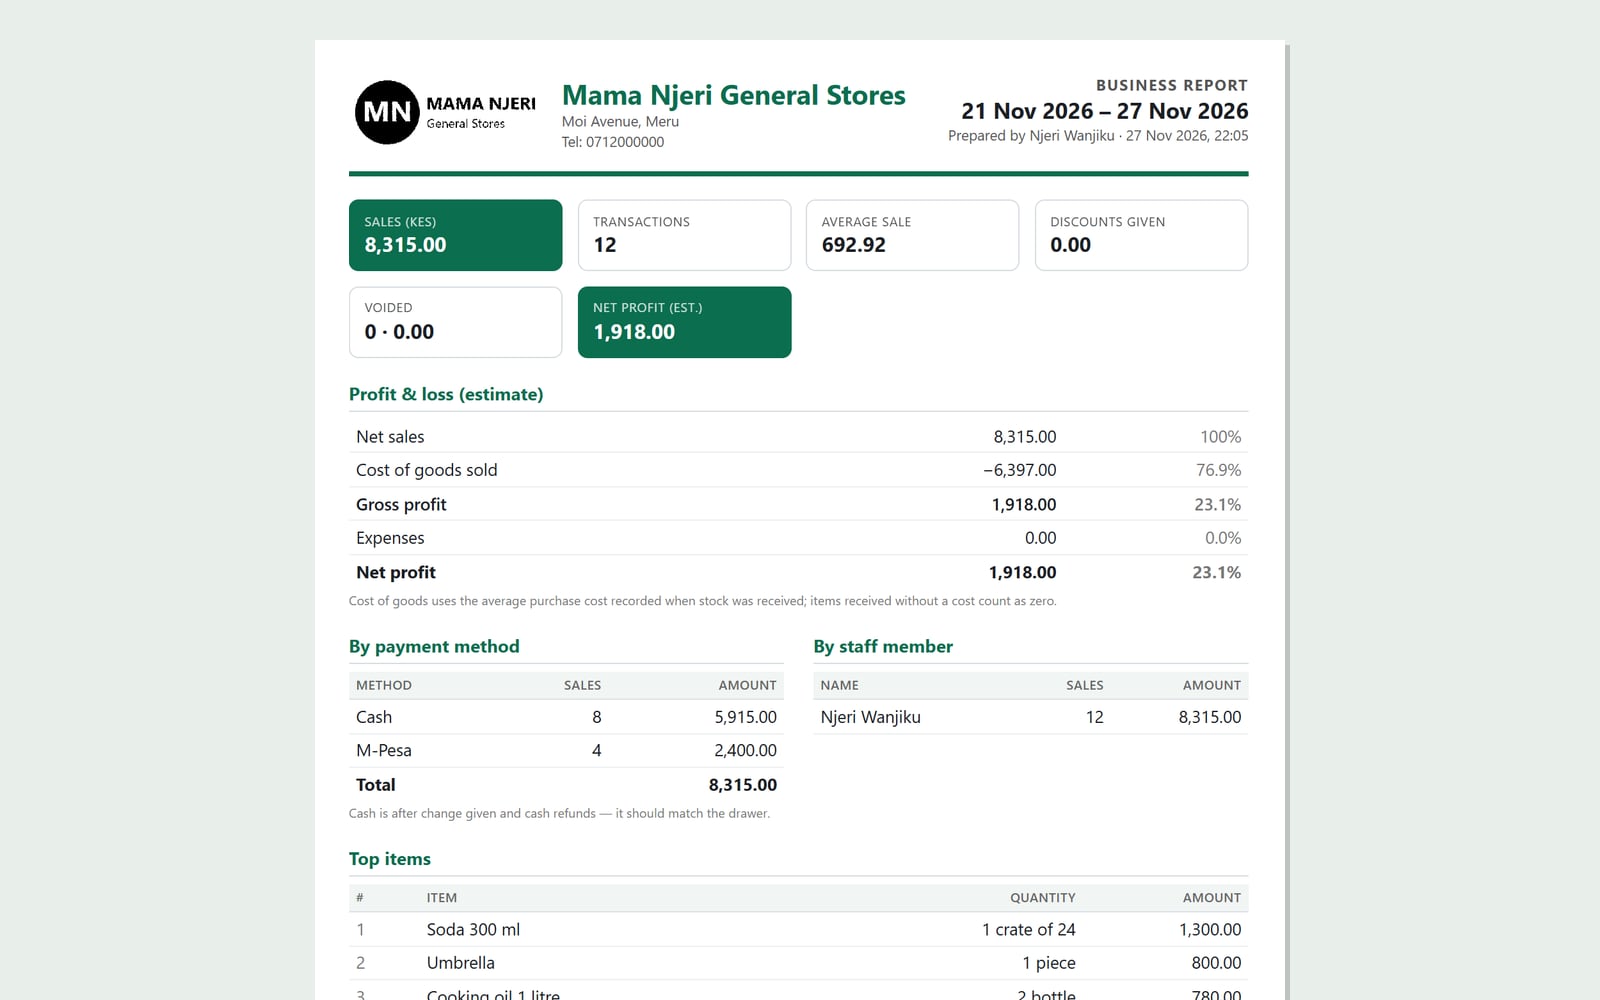 MN
MAMA NJERI
General Stores
Mama Njeri General Stores
Moi Avenue, Meru
Tel: 0712000000
BUSINESS REPORT
21 Nov 2026 – 27 Nov 2026
Prepared by Njeri Wanjiku · 27 Nov 2026, 22:05
SALES (KES)
8,315.00
TRANSACTIONS
12
AVERAGE SALE
692.92
DISCOUNTS GIVEN
0.00
VOIDED
0 · 0.00
NET PROFIT (EST.)
1,918.00
Profit & loss (estimate)
Net sales 8,315.00 100%
Cost of goods sold −6,397.00 76.9%
Gross profit 1,918.00 23.1%
Expenses 0.00 0.0%
Net profit 1,918.00 23.1%
Cost of goods uses the average purchase cost recorded when stock was received; items received without a cost count as zero.
By payment method
METHOD SALES AMOUNT
Cash 8 5,915.00
M-Pesa 4 2,400.00
Total 8,315.00
Cash is after change given and cash refunds — it should match the drawer.
By staff member
NAME SALES AMOUNT
Njeri Wanjiku 12 8,315.00
Top items
# ITEM QUANTITY AMOUNT
1 Soda 300 ml 1 crate of 24 1,300.00
2 Umbrella 1 piece 800.00
3 Cooking oil 1 litre 2 bottle 780.00